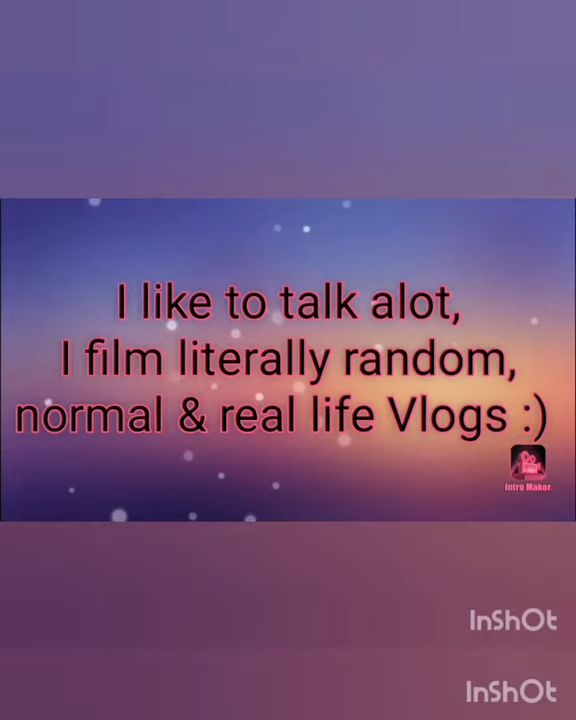 I like to talk alot,
I film literally random,
normal & real life Vlogs :)
Intro Maker
InShOt
InShOt